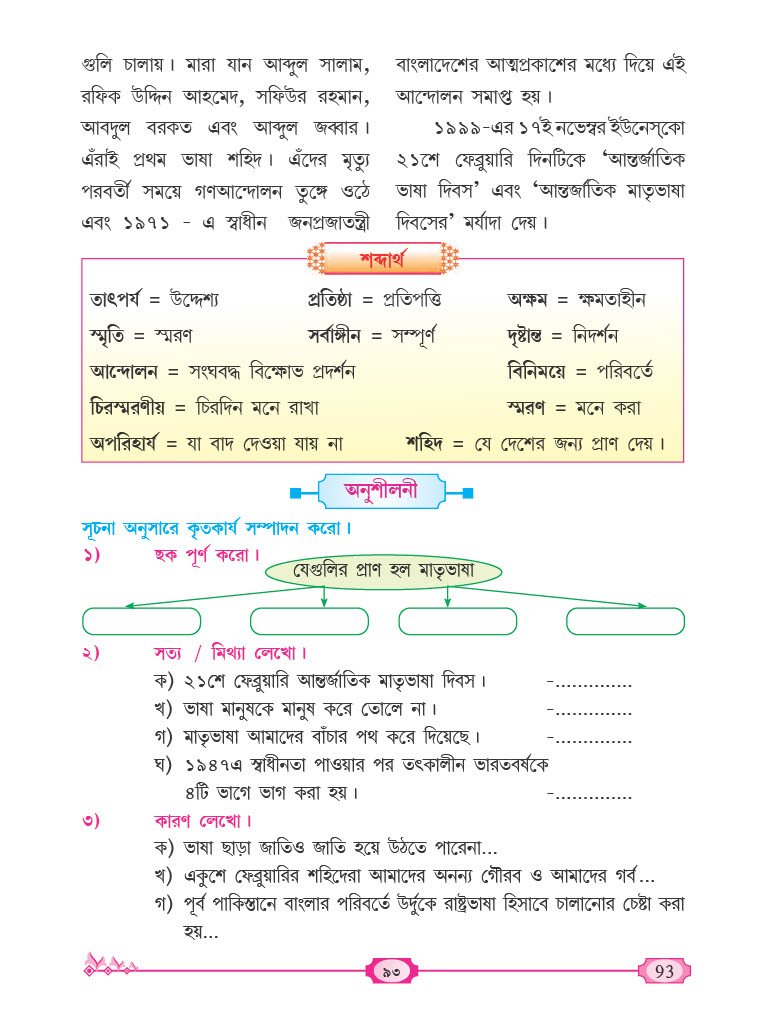 গুলি চালায়। মারা যান আব্দুল সালাম,
রফিক উদ্দিন আহমেদ, সফিউর রহমান,
আবদুল বরকত এবং আব্দুল জব্বার।
এঁরাই প্রথম ভাষা শহিদ। এঁদের মৃত্যু
পরবর্তী সময়ে গণআন্দোলন তুঙ্গে ওঠে
এবং ১৯৭১ - এ স্বাধীন জনপ্রজাতন্ত্রী
বাংলাদেশের আত্মপ্রকাশের মধ্যে দিয়ে এই
আন্দোলন সমাপ্ত হয়।
১৯৯৯-এর ১৭ই নভেম্বর ইউনেস্‌কো
২১শে ফেব্রুয়ারি দিনটিকে ‘আন্তর্জাতিক
ভাষা দিবস’ এবং ‘আন্তর্জাতিক মাতৃভাষা
দিবসের’ মর্যাদা দেয়।
শব্দার্থ
তাৎপর্য = উদ্দেশ্য প্রতিষ্ঠা = প্রতিপত্তি অক্ষম = ক্ষমতাহীন
স্মৃতি = স্মরণ সর্বাঙ্গীন = সম্পূর্ণ দৃষ্টান্ত = নিদর্শন
আন্দোলন = সংঘবদ্ধ বিক্ষোভ প্রদর্শন বিনিময়ে = পরিবর্তে
চিরস্মরণীয় = চিরদিন মনে রাখা স্মরণ = মনে করা
অপরিহার্য = যা বাদ দেওয়া যায় না শহিদ = যে দেশের জন্য প্রাণ দেয়।
অনুশীলনী
সূচনা অনুসারে কৃতকার্য সম্পাদন করো।
১) ছক পূর্ণ করো।
যেগুলির প্রাণ হল মাতৃভাষা
২) সত্য / মিথ্যা লেখো।
ক) ২১শে ফেব্রুয়ারি আন্তর্জাতিক মাতৃভাষা দিবস। -..............
খ) ভাষা মানুষকে মানুষ করে তোলে না। -..............
গ) মাতৃভাষা আমাদের বাঁচার পথ করে দিয়েছে। -..............
ঘ) ১৯৪৭এ স্বাধীনতা পাওয়ার পর তৎকালীন ভারতবর্ষকে
৪টি ভাগে ভাগ করা হয়। -..............
৩) কারণ লেখো।
ক) ভাষা ছাড়া জাতিও জাতি হয়ে উঠতে পারেনা...
খ) একুশে ফেব্রুয়ারির শহিদেরা আমাদের অনন্য গৌরব ও আমাদের গর্ব...
গ) পূর্ব পাকিস্তানে বাংলার পরিবর্তে উর্দুকে রাষ্ট্রভাষা হিসাবে চালানোর চেষ্টা করা
হয়...
৯৩
93